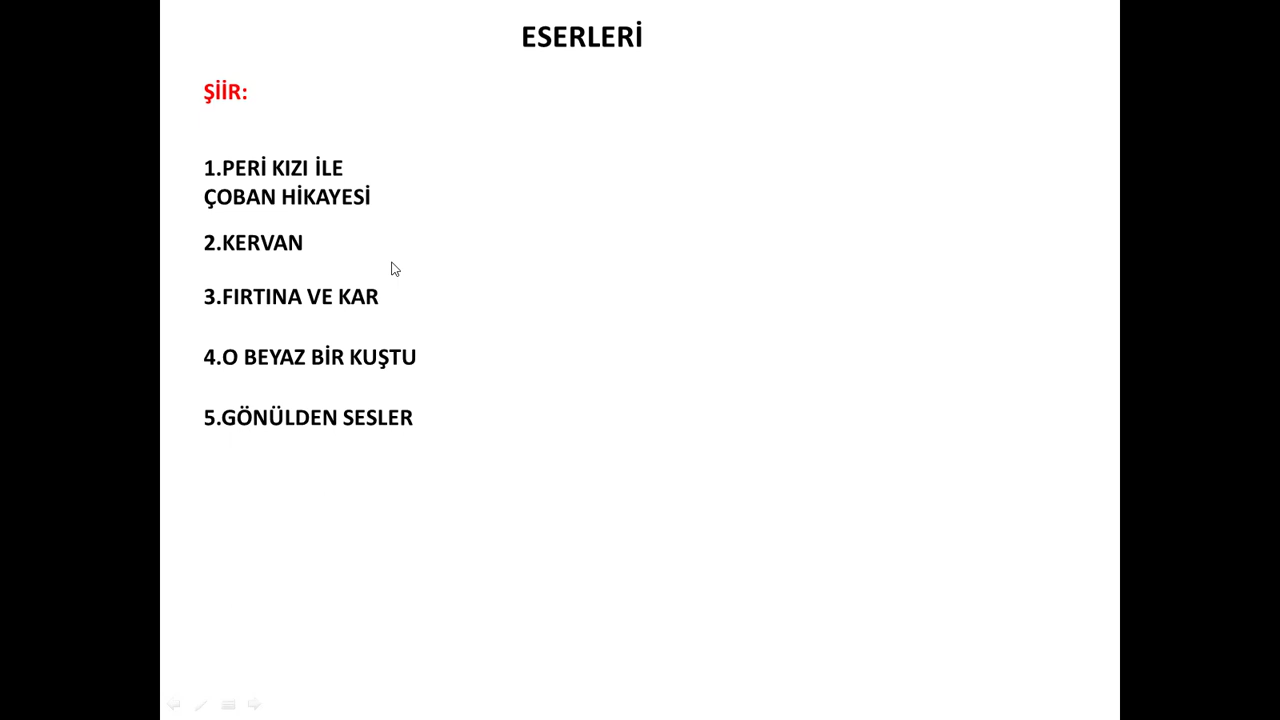 ESERLERİ
ŞİİR:
1.PERİ KIZI İLE
ÇOBAN HİKAYESİ
2.KERVAN
3.FIRTINA VE KAR
4.O BEYAZ BİR KUŞTU
5.GÖNÜLDEN SESLER